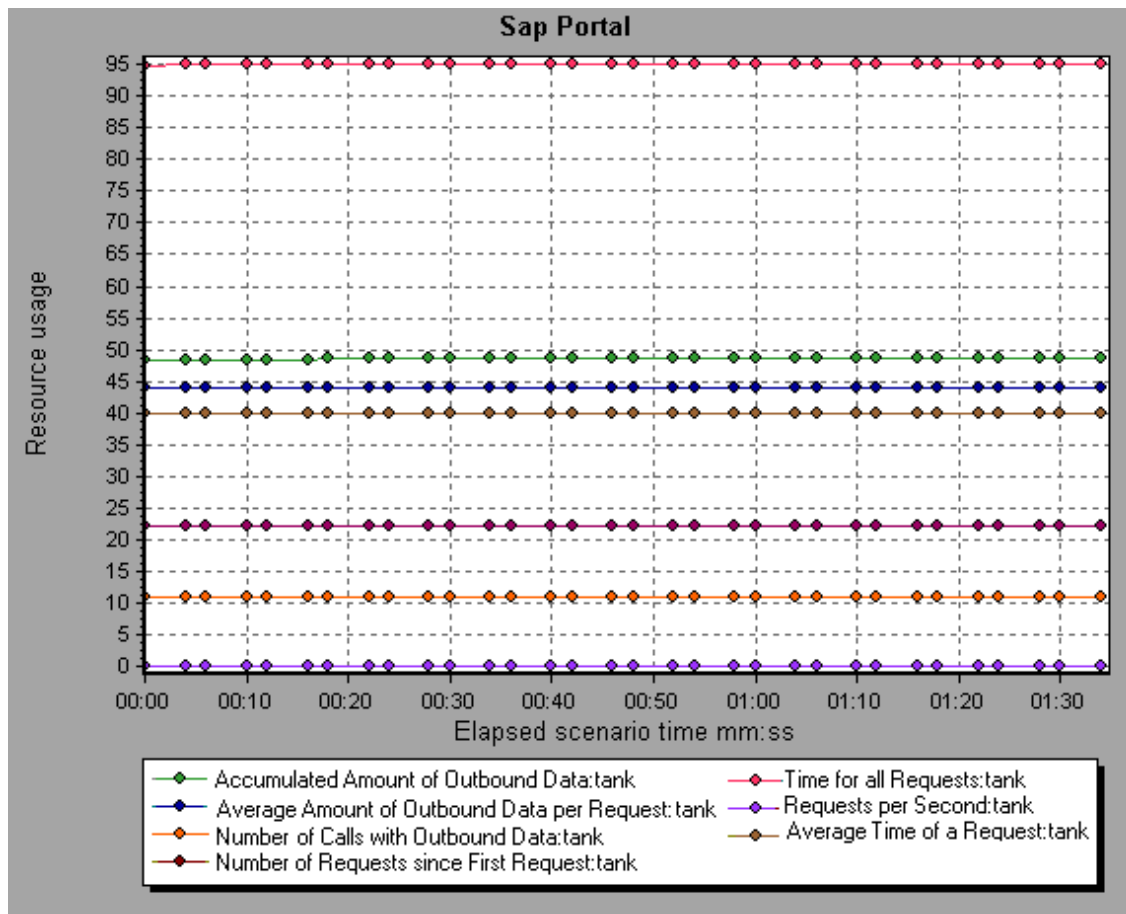 Sap Portal
95
90
85
80
75
70
65
60
55
50
45
40
35
30
25
20
15
10
5
0
Resource usage
00:00 00:10 00:20 00:30 00:40 00:50 01:00 01:10 01:20 01:30
Elapsed scenario time mm:ss
Accumulated Amount of Outbound Data:tank
Average Amount of Outbound Data per Request:tank
Number of Calls with Outbound Data:tank
Number of Requests since First Request:tank
Time for all Requests:tank
Requests per Second:tank
Average Time of a Request:tank